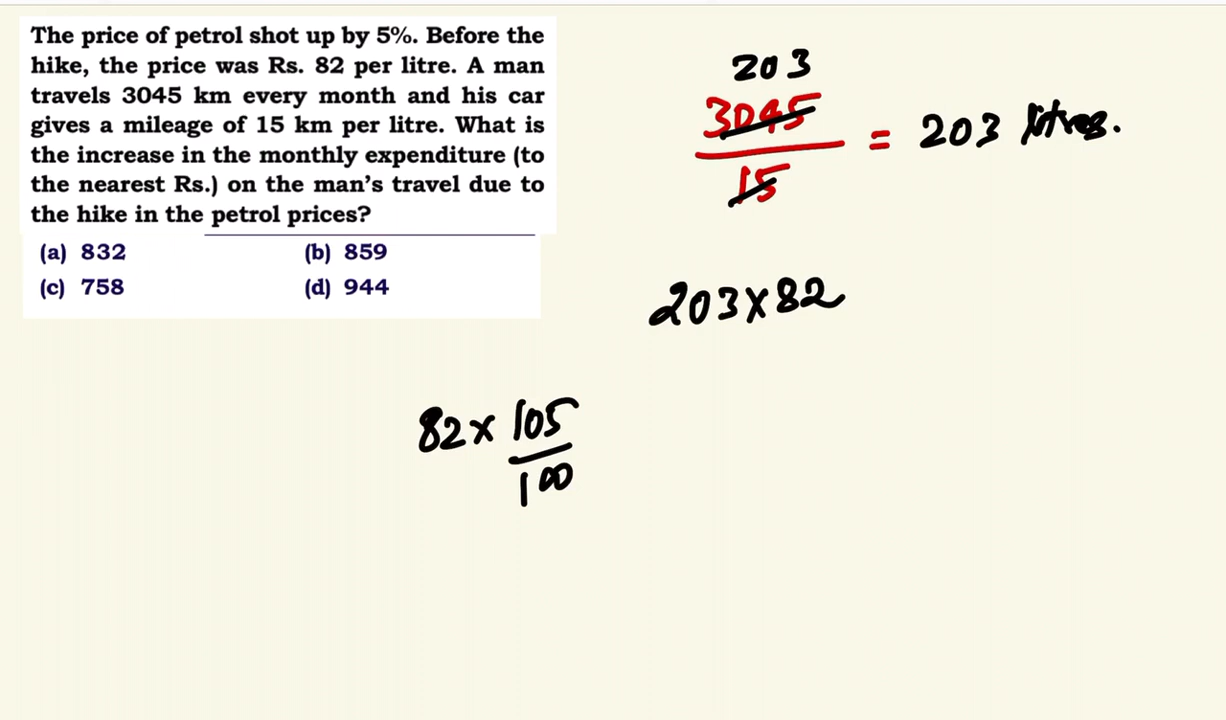 The price of petrol shot up by 5%. Before the
hike, the price was Rs. 82 per litre. A man
travels 3045 km every month and his car
gives a mileage of 15 km per litre. What is
the increase in the monthly expenditure (to
the nearest Rs.) on the man's travel due to
the hike in the petrol prices?
(a) 832 (b) 859
(c) 758 (d) 944
203
3045
15
= 203 litres.
203 x 82
82 x 105
100